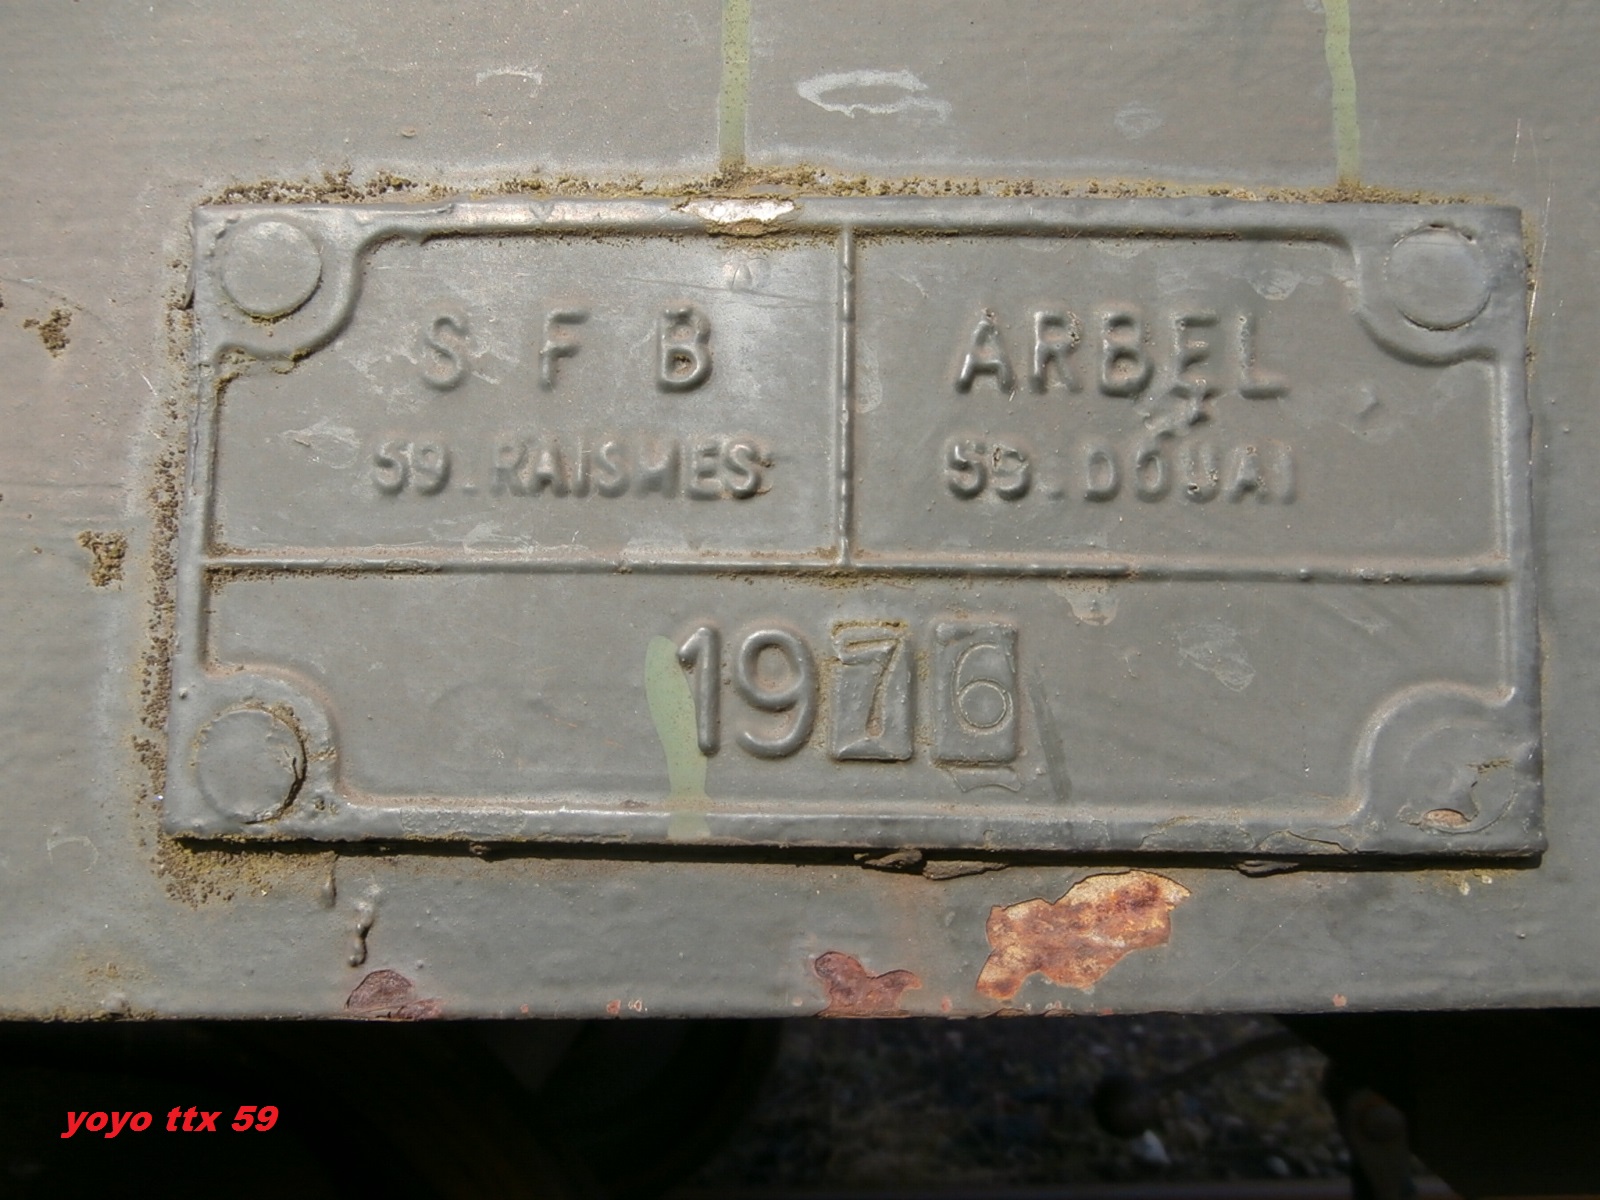 S F B
59.RAISMES
ARBEL
59.DOUAI
1976
yoyo ttx 59